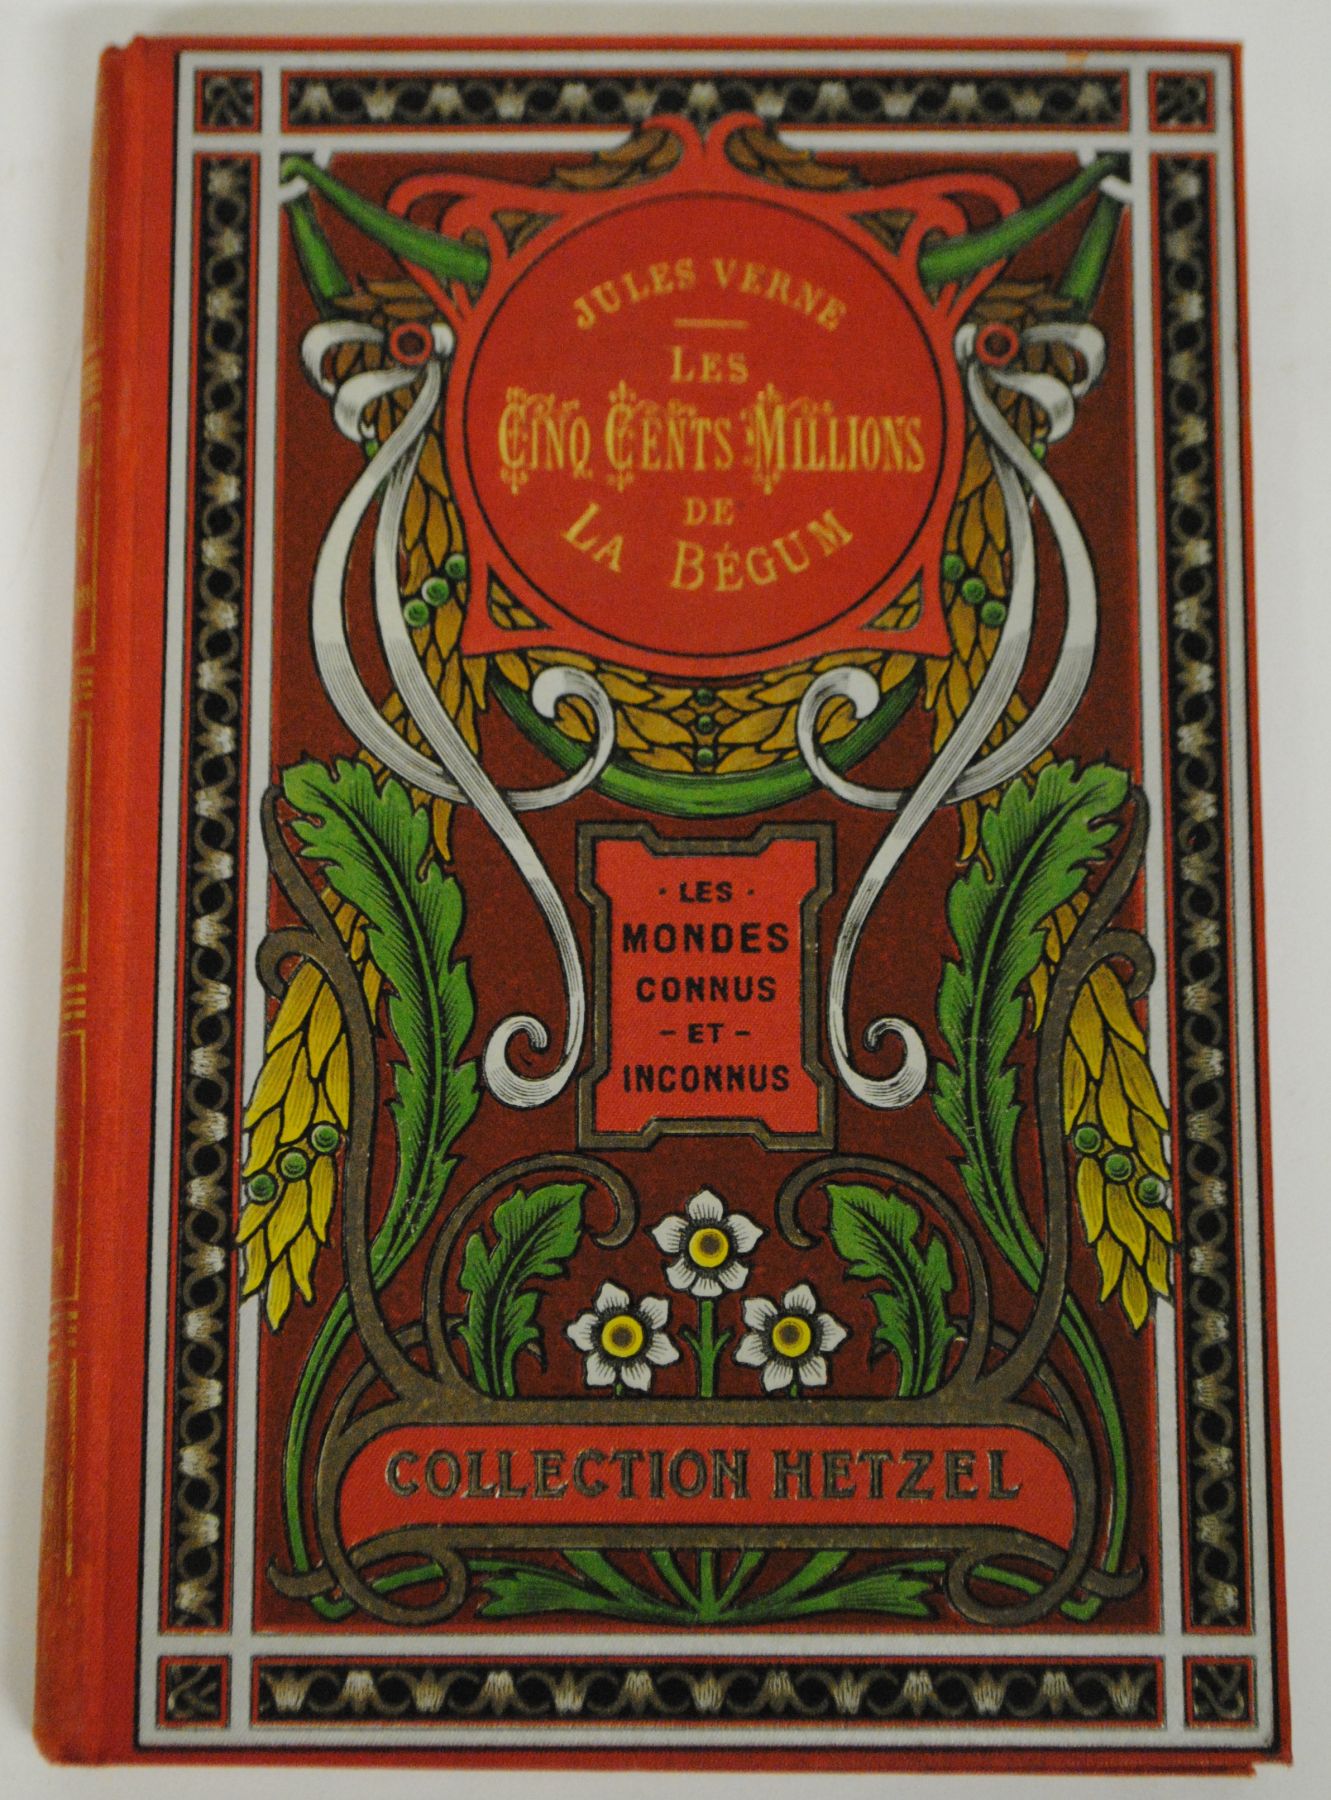 JULES VERNE
LES
CINQ CENTS MILLIONS
DE
LA BÉGUM
· LES ·
MONDES
CONNUS
- ET -
INCONNUS
COLLECTION HETZEL